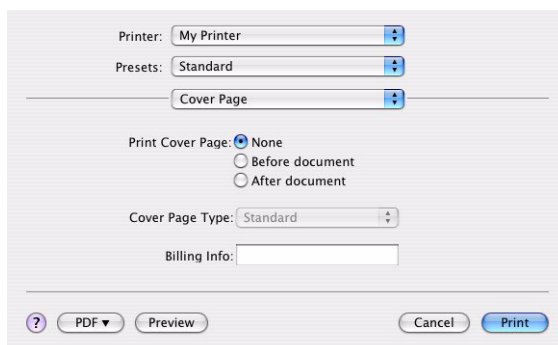 Printer: My Printer
Presets: Standard
Cover Page
Print Cover Page: None
Before document
After document
Cover Page Type: Standard
Billing Info:
? PDF ▼ Preview Cancel Print